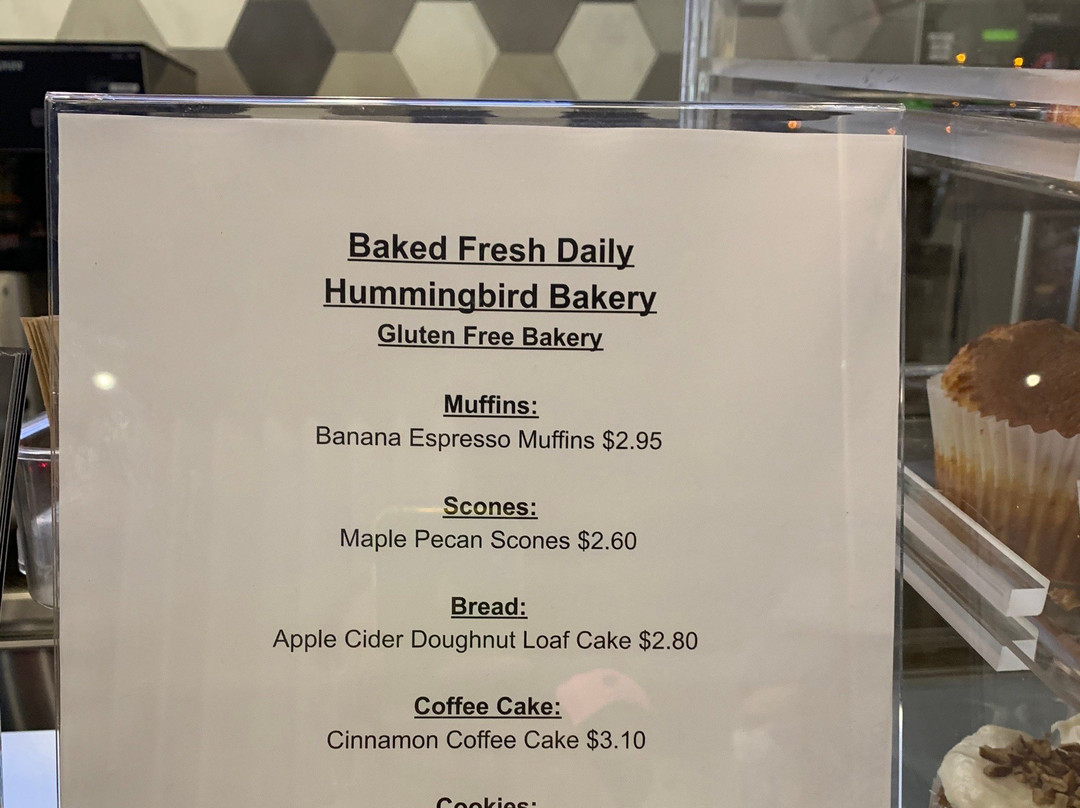 Baked Fresh Daily
Hummingbird Bakery
Gluten Free Bakery
Muffins:
Banana Espresso Muffins $2.95
Scones:
Maple Pecan Scones $2.60
Bread:
Apple Cider Doughnut Loaf Cake $2.80
Coffee Cake:
Cinnamon Coffee Cake $3.10
Cookies: